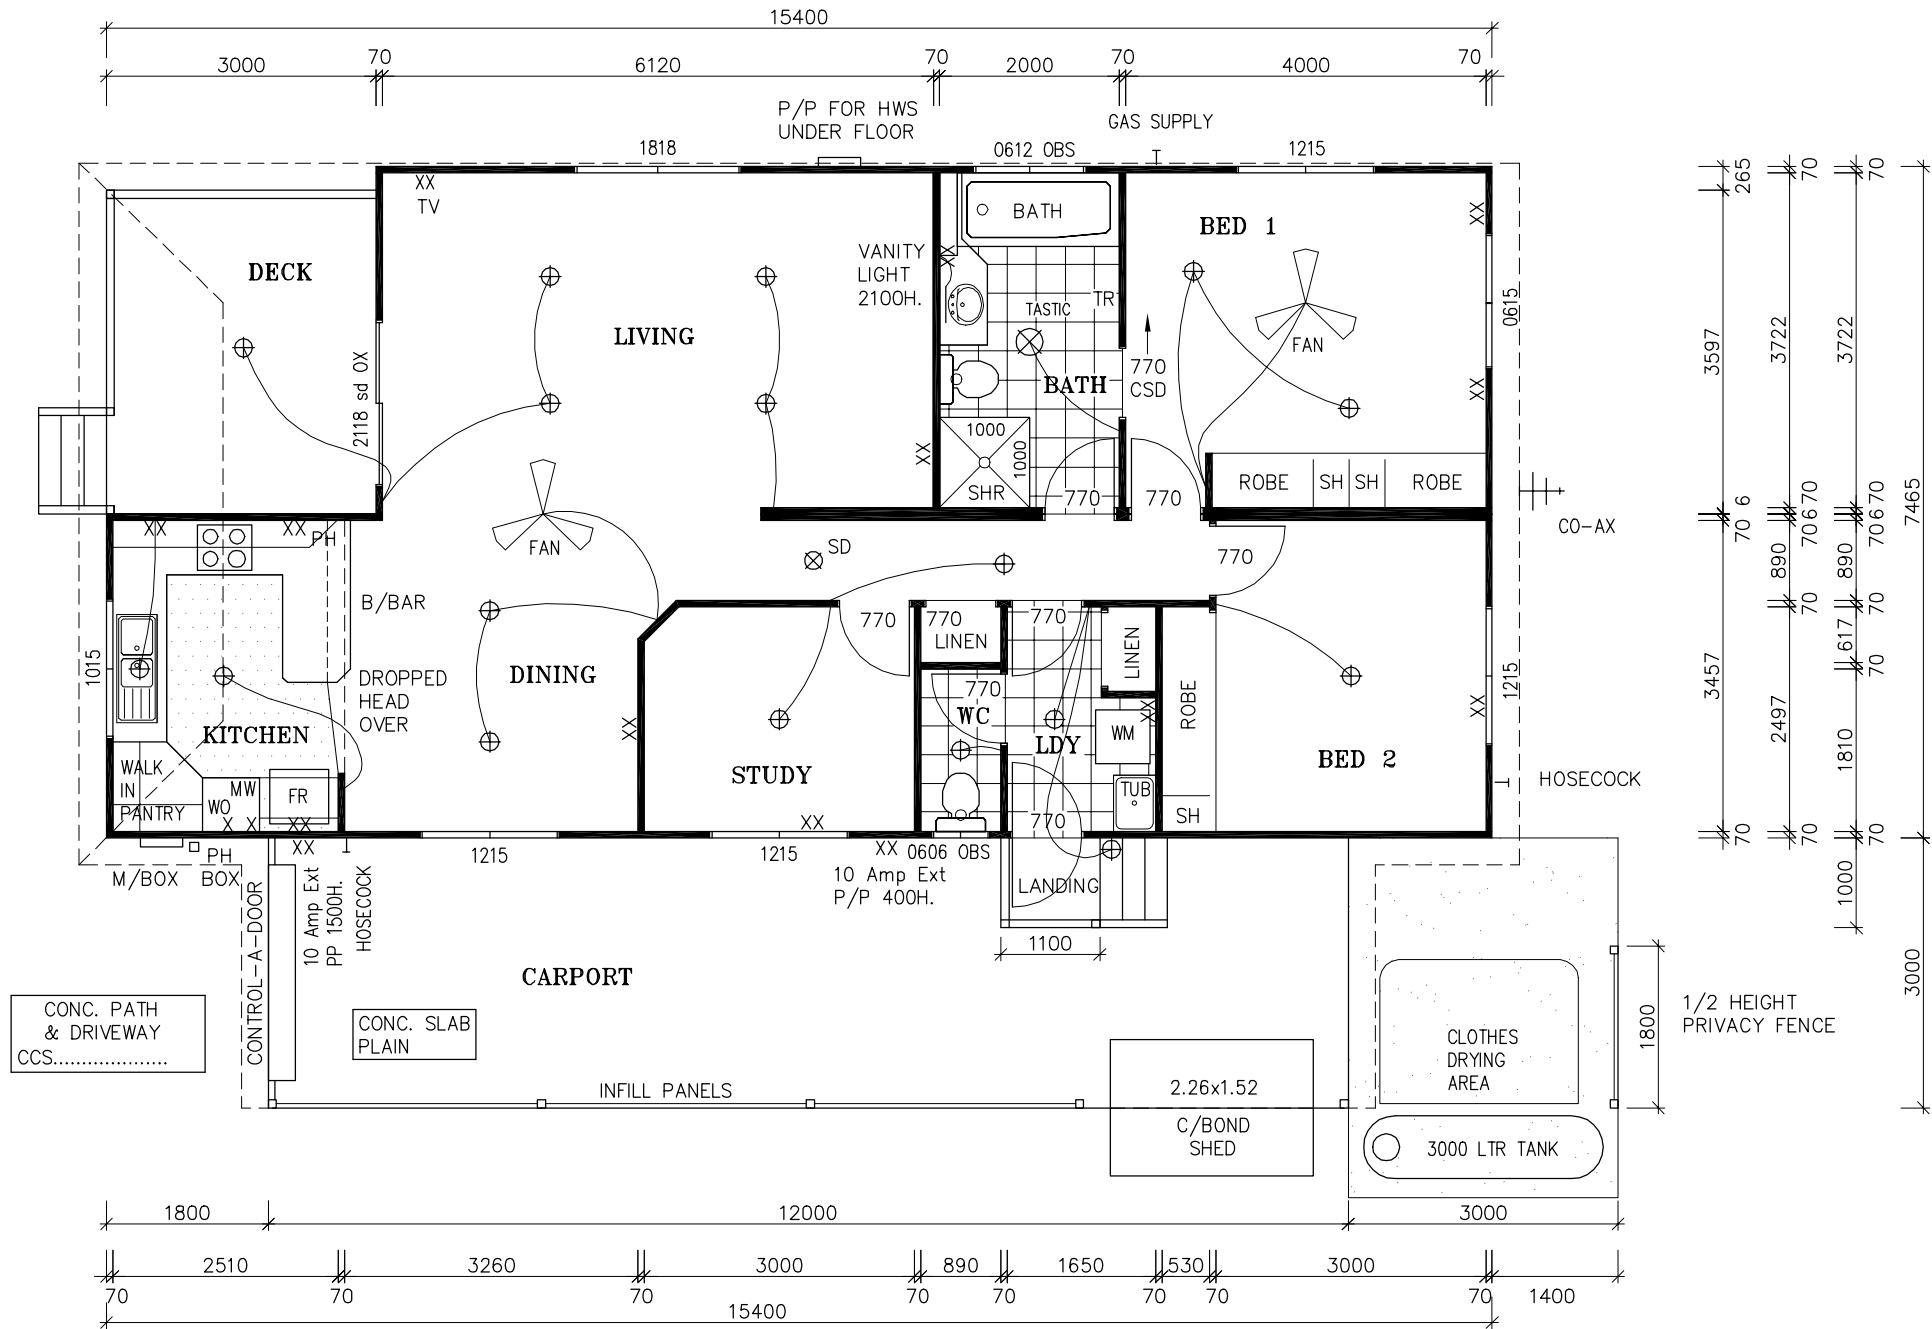 15400
3000
70
6120
70
2000
70
4000
70
P/P FOR HWS
UNDER FLOOR
GAS SUPPLY
1818
0612 OBS
1215
XX
TV
DECK
LIVING
2118 sd OX
VANITY
LIGHT
2100H.
XX
BATH
TASTIC
TR
BATH
1000
1000
SHR
770
770
CSD
770
BED 1
FAN
XX
0615
XX
ROBE
SH
SH
ROBE
XX
CO-AX
XX
XX
PH
FAN
SD
770
B/BAR
1015
DROPPED
HEAD
OVER
DINING
KITCHEN
WALK
IN
PANTRY
MW
WO
X X
XX
FR
XX
770
770
LINEN
770
LINEN
770
WC
LDY
XX
WM
TUB
770
STUDY
XX
ROBE
SH
BED 2
XX
1215
HOSECOCK
M/BOX
PH
BOX
XX
CONTROL-A-DOOR
10 Amp Ext
PP 1500H.
HOSECOCK
1215
1215
XX
0606 OBS
10 Amp Ext
P/P 400H.
LANDING
1100
CARPORT
CONC. PATH
& DRIVEWAY
CCS....................
CONC. SLAB
PLAIN
INFILL PANELS
2.26x1.52
C/BOND
SHED
CLOTHES
DRYING
AREA
3000 LTR TANK
1800
1/2 HEIGHT
PRIVACY FENCE
265
3597
6
70
3457
70
70
3722
70
6
70
890
70
2497
70
70
3722
70
6
70
890
70
617
70
1810
70
1000
7465
3000
1800
12000
3000
2510
3260
3000
890
1650
530
3000
70
70
70
70
70
70
70
70
1400
15400